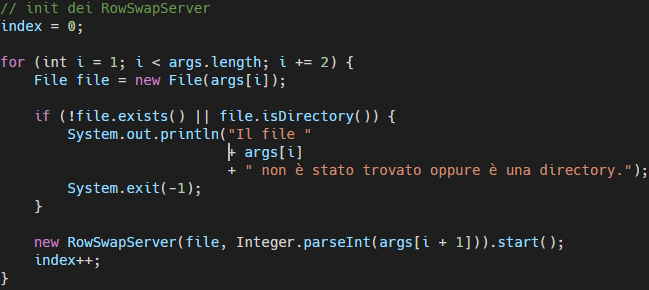 // init dei RowSwapServer
index = 0;
for (int i = 1; i < args.length; i += 2) {
File file = new File(args[i]);
if (!file.exists() || file.isDirectory()) {
System.out.println("Il file "
+ args[i]
+ " non è stato trovato oppure è una directory.");
System.exit(-1);
}
new RowSwapServer(file, Integer.parseInt(args[i + 1])).start();
index++;
}